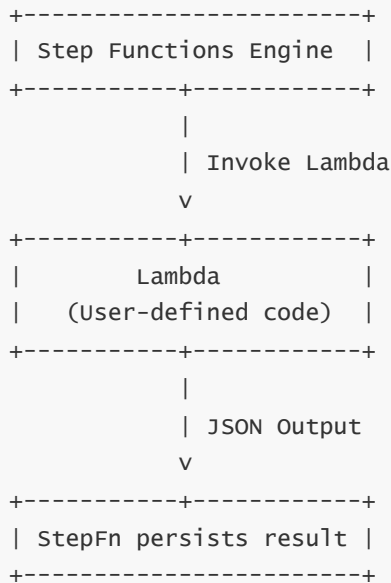 +------------------------+
| Step Functions Engine  |
+-----------+------------+
            |
            | Invoke Lambda
            v
+-----------+------------+
|         Lambda         |
|   (User-defined code)  |
+-----------+------------+
            |
            | JSON Output
            v
+-----------+------------+
| StepFn persists result |
+------------------------+